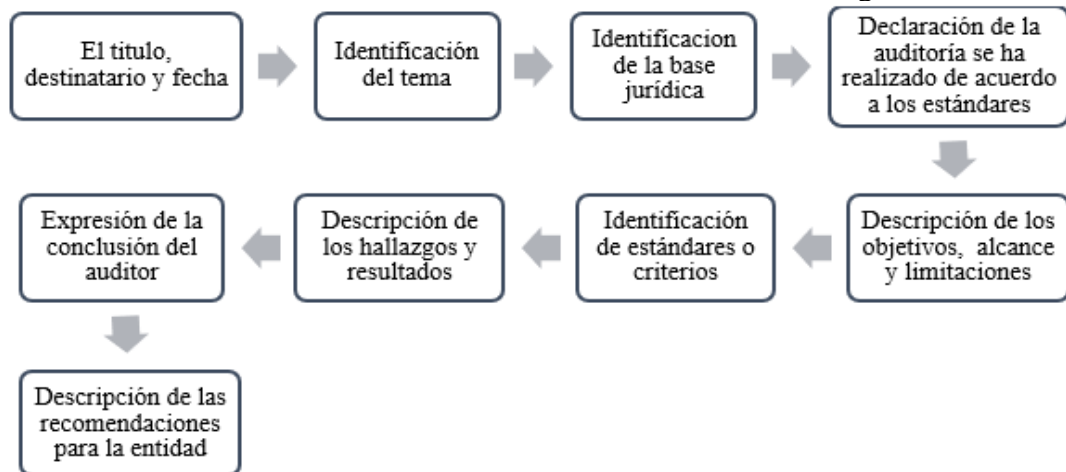 El titulo,
destinatario y fecha
Identifícación
del tema
Identificacion
de la base
jurídica
Declaración de la
auditoría se ha
realizado de acuerdo
a los estándares
Descripción de los
objetivos, alcance
y limitaciones
Identifícación
de estándares o
criterios
Descripción de
los hallazgos y
resultados
Expresión de la
conclusión del
auditor
Descripción de las
recomendaciones
para la entidad